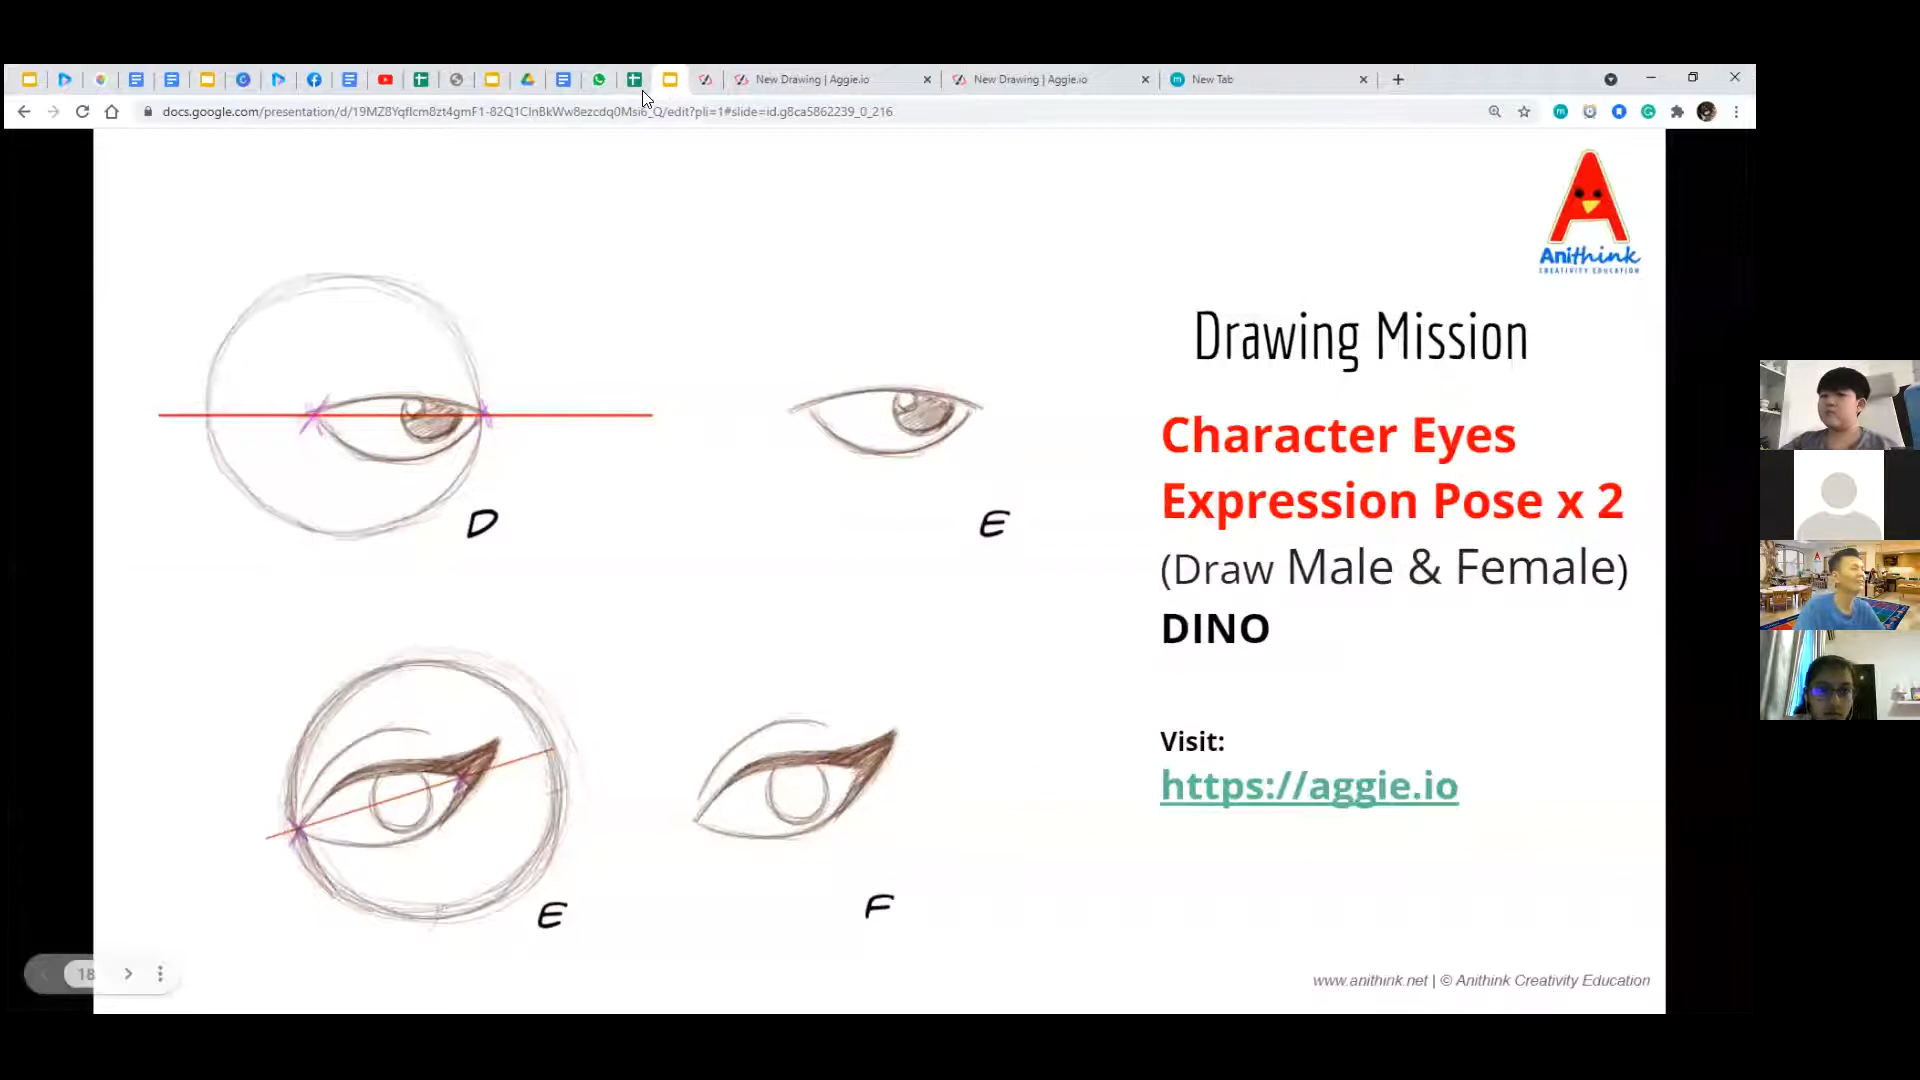 New Drawing | Aggie.io
New Drawing | Aggie.io
New Tab
docs.google.com/presentation/d/19MZ8Yqflcm8zt4gmF1-82Q1CInBkWw8ezcdq0Msi6_Q/edit?pli=1#slide=id.g8ca5862239_0_216
A
Anithink
CREATIVITY EDUCATION
Drawing Mission
Character Eyes
Expression Pose x 2
(Draw Male & Female)
DINO
Visit:
https://aggie.io
D
E
E
F
18
www.anithink.net | © Anithink Creativity Education